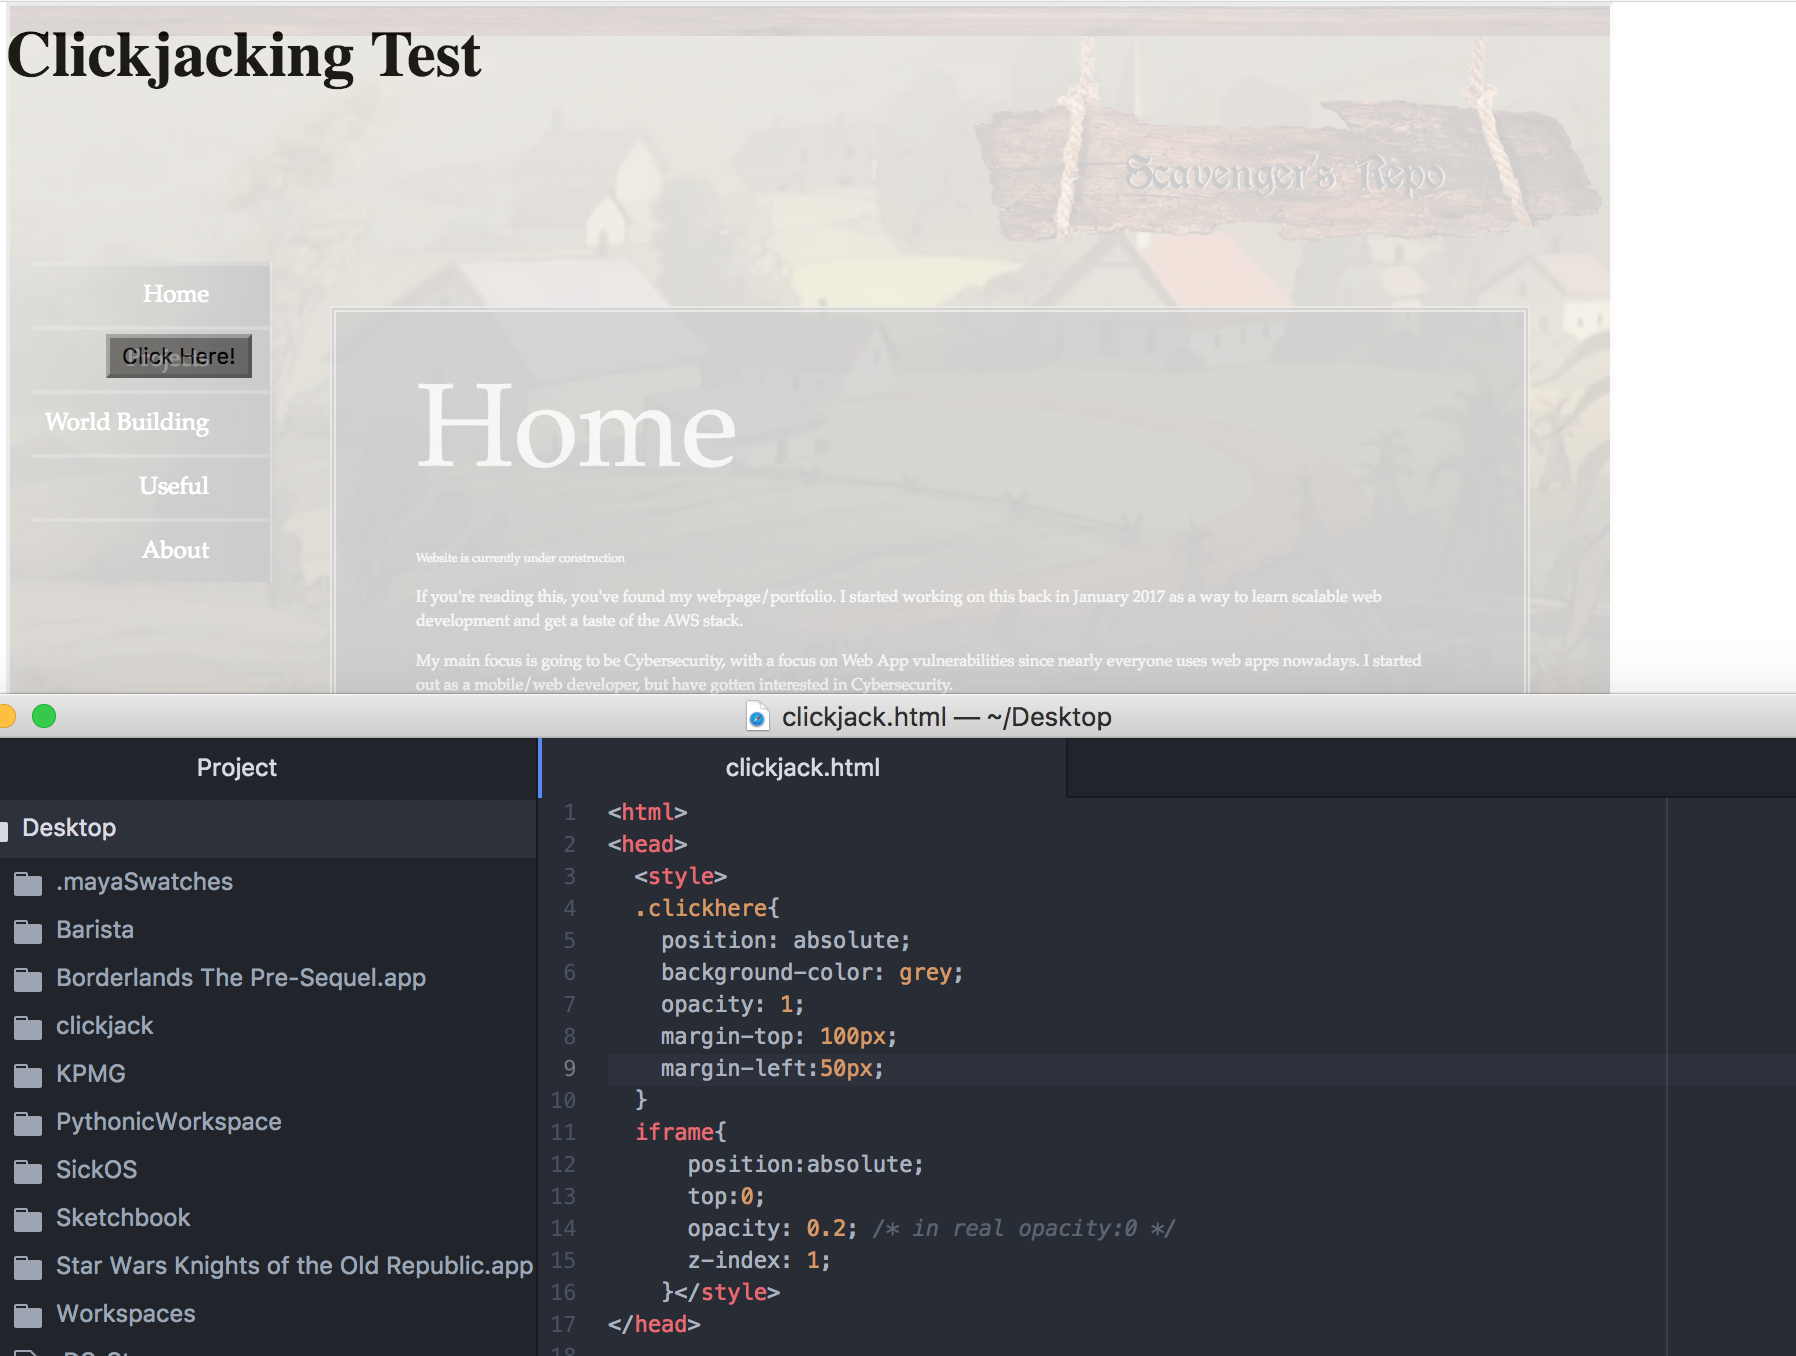 Clickjacking Test
Scavenger's Repo
Home
Click Here!
Projects
World Building
Useful
About
Home
Website is currently under construction
If you're reading this, you've found my webpage/portfolio. I started working on this back in January 2017 as a way to learn scalable web
development and get a taste of the AWS stack.
My main focus is going to be Cybersecurity, with a focus on Web App vulnerabilities since nearly everyone uses web apps nowadays. I started
out as a mobile/web developer, but have gotten interested in Cybersecurity.
clickjack.html — ~/Desktop
Project
Desktop
.mayaSwatches
Barista
Borderlands The Pre-Sequel.app
clickjack
KPMG
PythonicWorkspace
SickOS
Sketchbook
Star Wars Knights of the Old Republic.app
Workspaces
clickjack.html
1 <html>
2 <head>
3 <style>
4 .clickhere{
5 position: absolute;
6 background-color: grey;
7 opacity: 1;
8 margin-top: 100px;
9 margin-left:50px;
10 }
11 iframe{
12 position:absolute;
13 top:0;
14 opacity: 0.2; /* in real opacity:0 */
15 z-index: 1;
16 }</style>
17 </head>
18